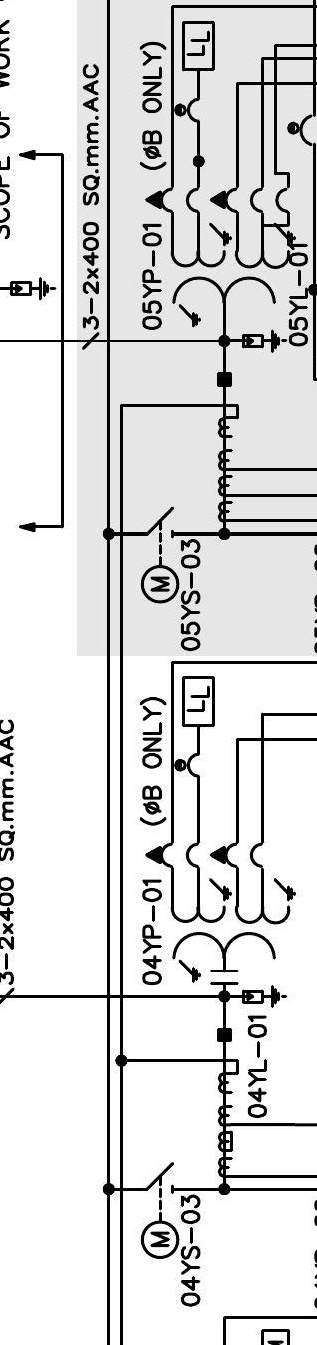 SCOPE OF WORK
3-2x400 SQ.mm.AAC
(øB ONLY)
LL
05YP-01
05YL-01
M
05YS-03
3-2x400 SQ.mm.AAC
(øB ONLY)
LL
04YP-01
04YL-01
M
04YS-03